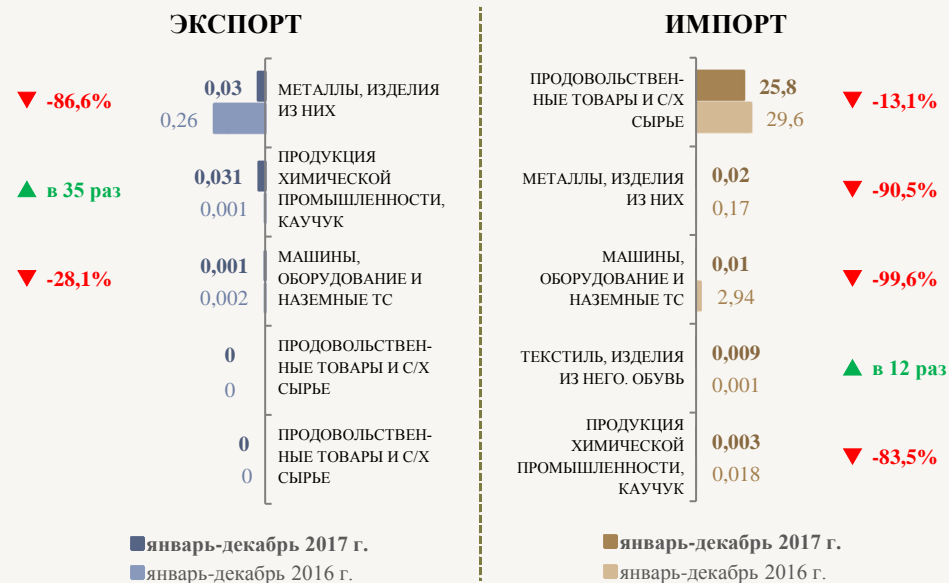 ЭКСПОРТ
▼ -86,6%
0,03
0,26
МЕТАЛЛЫ, ИЗДЕЛИЯ
ИЗ НИХ
▲ в 35 раз
0,031
0,001
ПРОДУКЦИЯ
ХИМИЧЕСКОЙ
ПРОМЫШЛЕННОСТИ,
КАУЧУК
▼ -28,1%
0,001
0,002
МАШИНЫ,
ОБОРУДОВАНИЕ И
НАЗЕМНЫЕ ТС
0
0
ПРОДОВОЛЬСТВЕН-
НЫЕ ТОВАРЫ И С/Х
СЫРЬЕ
0
0
ПРОДОВОЛЬСТВЕН-
НЫЕ ТОВАРЫ И С/Х
СЫРЬЕ
январь-декабрь 2017 г.
январь-декабрь 2016 г.
ИМПОРТ
ПРОДОВОЛЬСТВЕН-
НЫЕ ТОВАРЫ И С/Х
СЫРЬЕ
25,8
29,6
▼ -13,1%
МЕТАЛЛЫ, ИЗДЕЛИЯ
ИЗ НИХ
0,02
0,17
▼ -90,5%
МАШИНЫ,
ОБОРУДОВАНИЕ И
НАЗЕМНЫЕ ТС
0,01
2,94
▼ -99,6%
ТЕКСТИЛЬ, ИЗДЕЛИЯ
ИЗ НЕГО. ОБУВЬ
0,009
0,001
▲ в 12 раз
ПРОДУКЦИЯ
ХИМИЧЕСКОЙ
ПРОМЫШЛЕННОСТИ,
КАУЧУК
0,003
0,018
▼ -83,5%
январь-декабрь 2017 г.
январь-декабрь 2016 г.